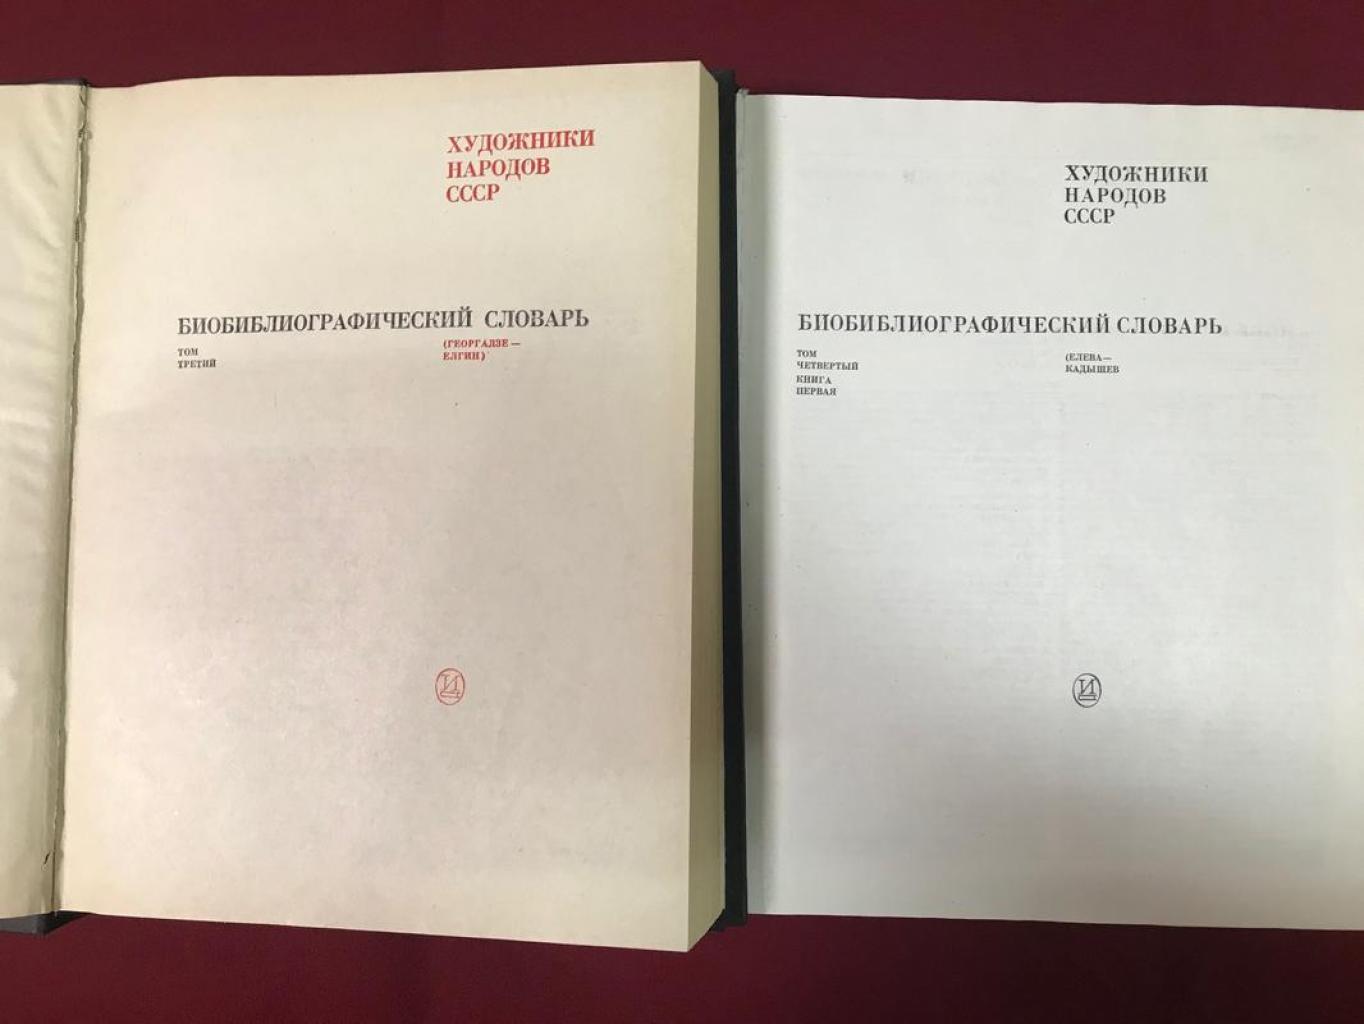 ХУДОЖНИКИ
НАРОДОВ
СССР
БИОБИБЛИОГРАФИЧЕСКИЙ СЛОВАРЬ
ТОМ
ТРЕТИЙ
(ГЕОРГАДЗЕ —
ЕЛГИН)
ХУДОЖНИКИ
НАРОДОВ
СССР
БИОБИБЛИОГРАФИЧЕСКИЙ СЛОВАРЬ
ТОМ
ЧЕТВЕРТЫЙ
КНИГА
ПЕРВАЯ
(ЕЛЕВА—
КАДЫШЕВ